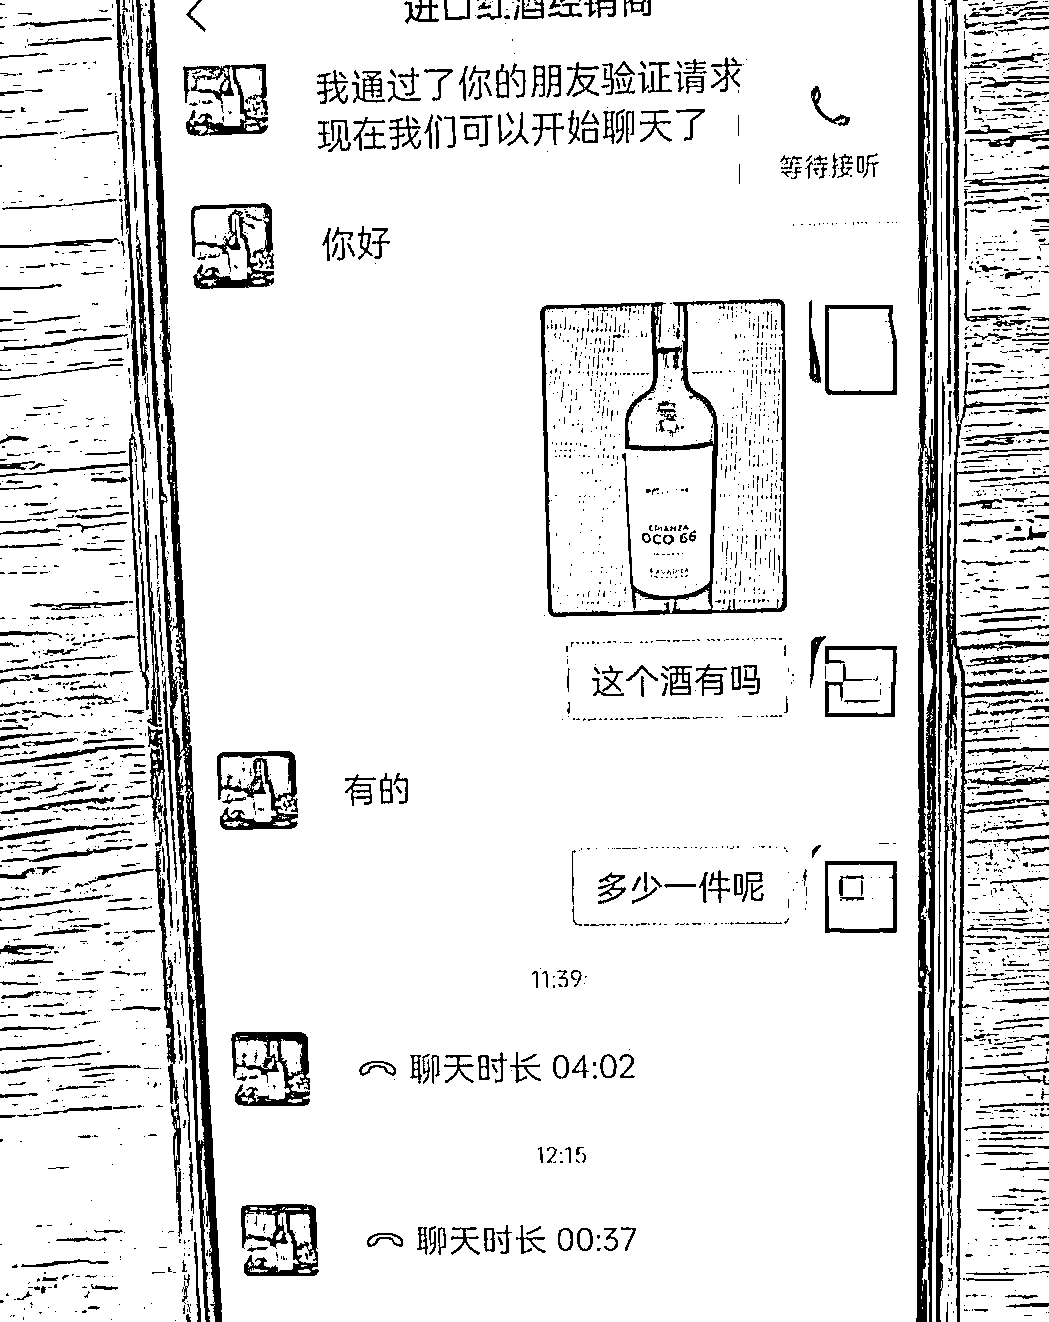 进口红酒经销商
我通过了你的朋友验证请求
现在我们可以开始聊天了
等待接听
你好
CRIANZA
OCO 66
这个酒有吗
有的
多少一件呢
11:39
聊天时长 04:02
12:15
聊天时长 00:37